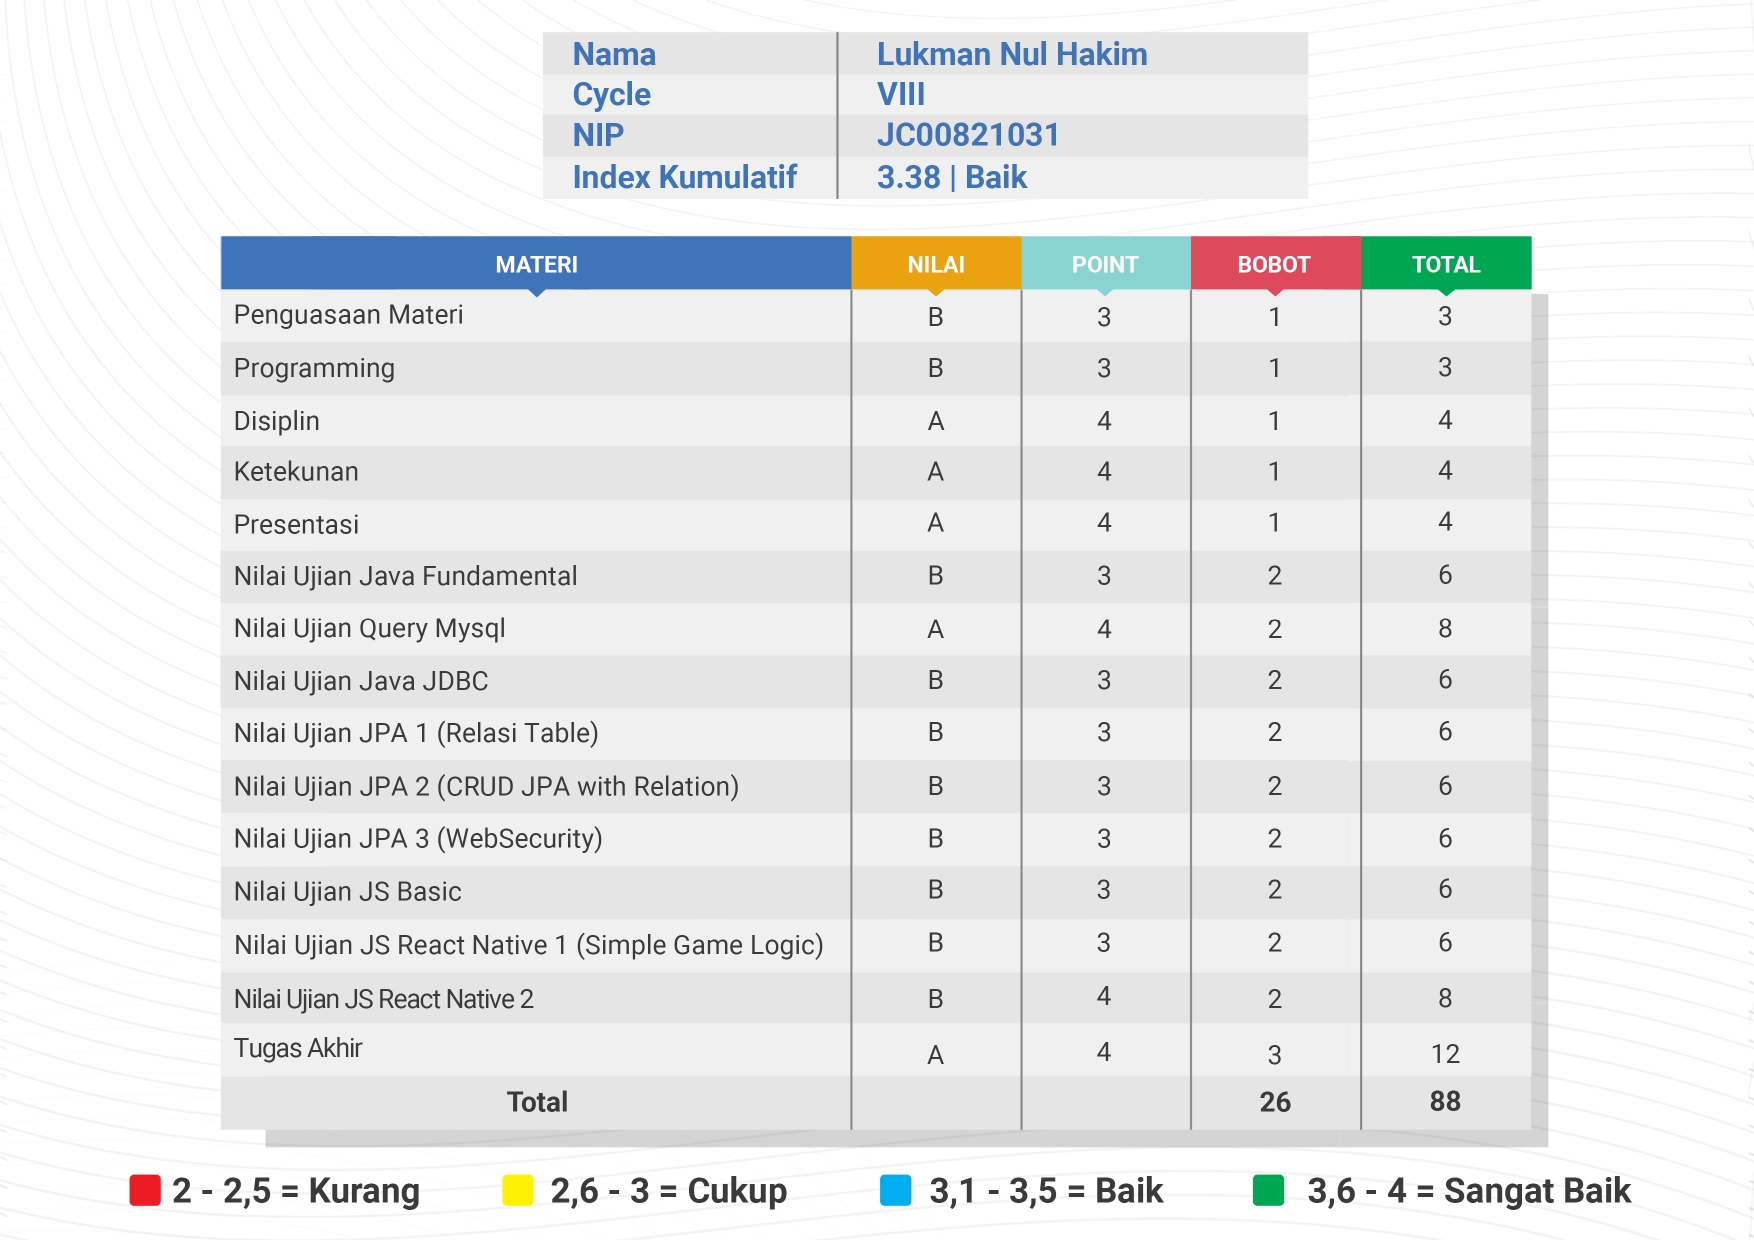 Nama Lukman Nul Hakim
Cycle VIII
NIP JC00821031
Index Kumulatif 3.38 | Baik
MATERI NILAI POINT BOBOT TOTAL
Penguasaan Materi B 3 1 3
Programming B 3 1 3
Disiplin A 4 1 4
Ketekunan A 4 1 4
Presentasi A 4 1 4
Nilai Ujian Java Fundamental B 3 2 6
Nilai Ujian Query Mysql A 4 2 8
Nilai Ujian Java JDBC B 3 2 6
Nilai Ujian JPA 1 (Relasi Table) B 3 2 6
Nilai Ujian JPA 2 (CRUD JPA with Relation) B 3 2 6
Nilai Ujian JPA 3 (WebSecurity) B 3 2 6
Nilai Ujian JS Basic B 3 2 6
Nilai Ujian JS React Native 1 (Simple Game Logic) B 3 2 6
Nilai Ujian JS React Native 2 B 4 2 8
Tugas Akhir A 4 3 12
Total 26 88
2 - 2,5 = Kurang 2,6 - 3 = Cukup 3,1 - 3,5 = Baik 3,6 - 4 = Sangat Baik